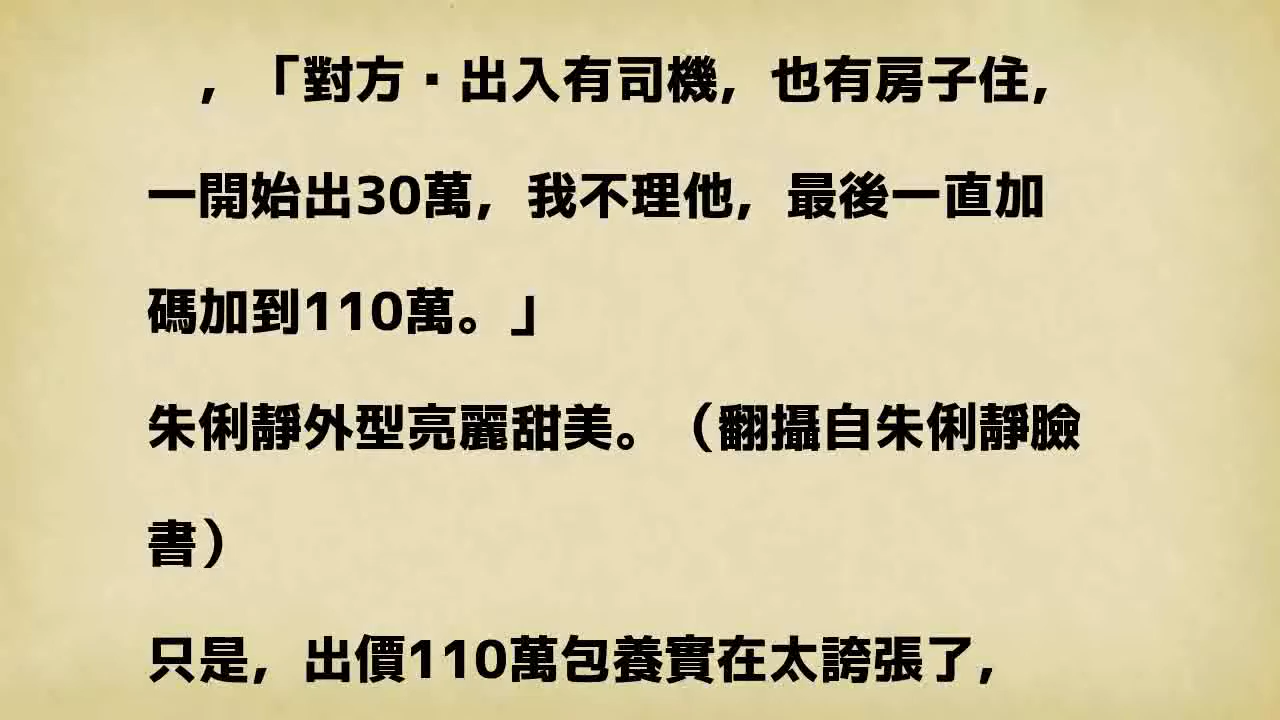 ，「對方▪出入有司機，也有房子住，
一開始出30萬，我不理他，最後一直加
碼加到110萬。」
朱俐靜外型亮麗甜美。（翻攝自朱俐靜臉
書）
只是，出價110萬包養實在太誇張了，